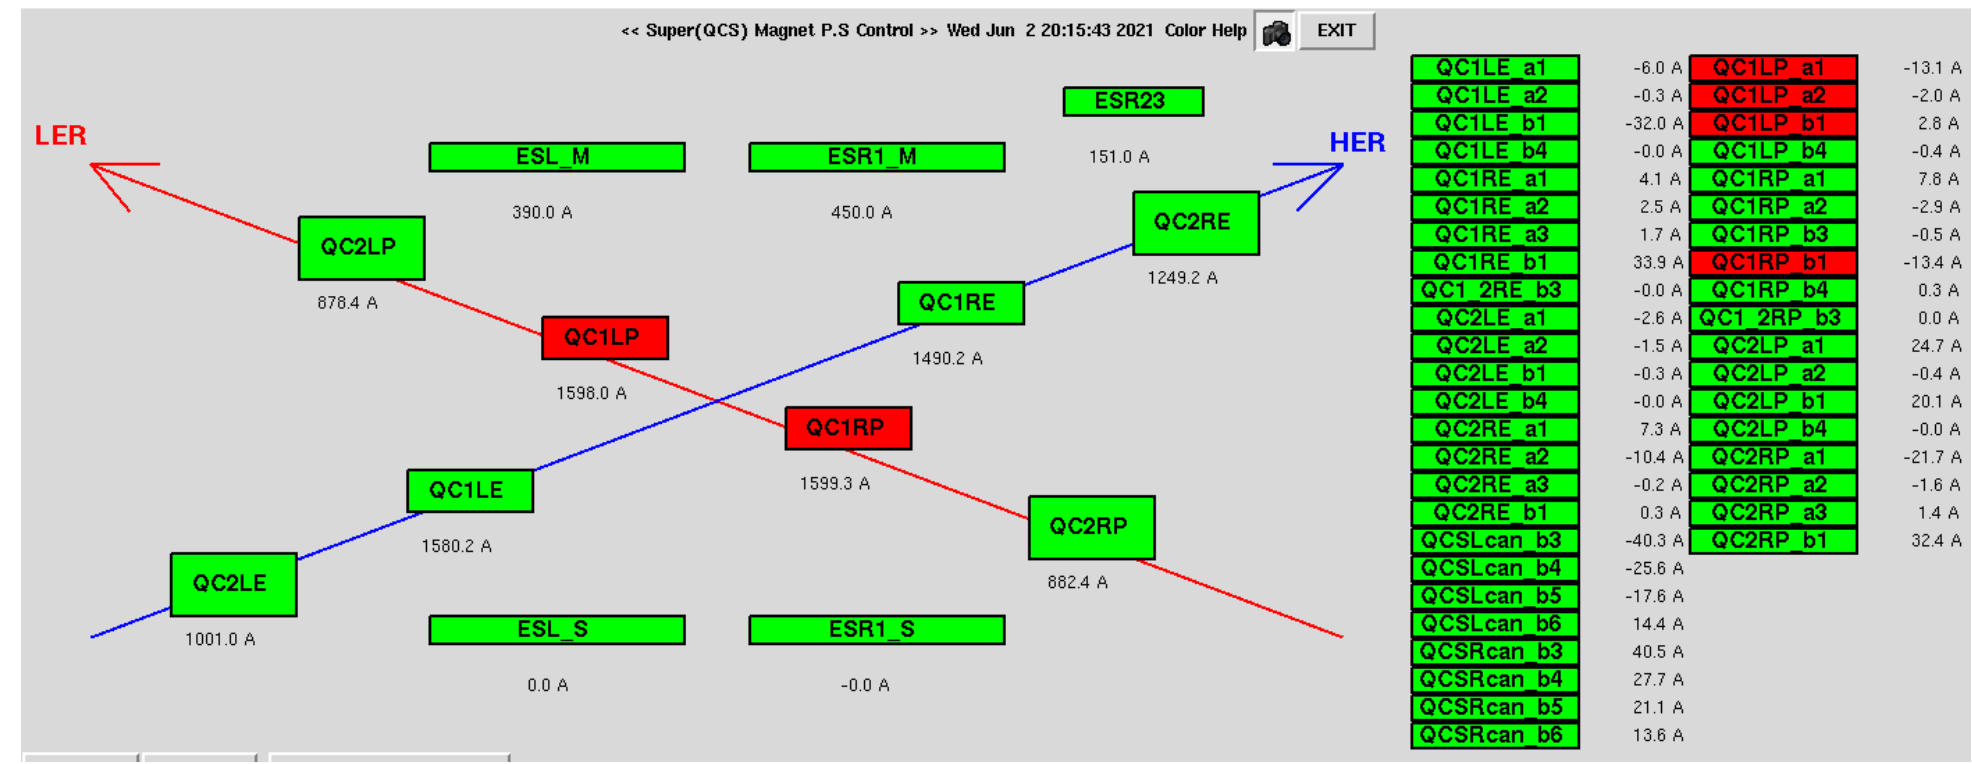 << Super(QCS) Magnet P.S Control >> Wed Jun 2 20:15:43 2021 Color Help EXIT
LER
HER
ESL_M
390.0 A
ESR1_M
450.0 A
ESR23
151.0 A
QC2LP
878.4 A
QC1LP
1598.0 A
QC1RE
1490.2 A
QC2RE
1249.2 A
QC1RP
1599.3 A
QC1LE
1580.2 A
QC2RP
882.4 A
QC2LE
1001.0 A
ESL_S
0.0 A
ESR1_S
-0.0 A
QC1LE_a1 -6.0 A QC1LP_a1 -13.1 A
QC1LE_a2 -0.3 A QC1LP_a2 -2.0 A
QC1LE_b1 -32.0 A QC1LP_b1 2.8 A
QC1LE_b4 -0.0 A QC1LP_b4 -0.4 A
QC1RE_a1 4.1 A QC1RP_a1 7.8 A
QC1RE_a2 2.5 A QC1RP_a2 -2.9 A
QC1RE_a3 1.7 A QC1RP_b3 -0.5 A
QC1RE_b1 33.9 A QC1RP_b1 -13.4 A
QC1_2RE_b3 -0.0 A QC1RP_b4 0.3 A
QC2LE_a1 -2.6 A QC1_2RP_b3 0.0 A
QC2LE_a2 -1.5 A QC2LP_a1 24.7 A
QC2LE_b1 -0.3 A QC2LP_a2 -0.4 A
QC2LE_b4 -0.0 A QC2LP_b1 20.1 A
QC2RE_a1 7.3 A QC2LP_b4 -0.0 A
QC2RE_a2 -10.4 A QC2RP_a1 -21.7 A
QC2RE_a3 -0.2 A QC2RP_a2 -1.6 A
QC2RE_b1 0.3 A QC2RP_a3 1.4 A
QCSLcan_b3 -40.3 A QC2RP_b1 32.4 A
QCSLcan_b4 -25.6 A
QCSLcan_b5 -17.6 A
QCSLcan_b6 14.4 A
QCSRcan_b3 40.5 A
QCSRcan_b4 27.7 A
QCSRcan_b5 21.1 A
QCSRcan_b6 13.6 A